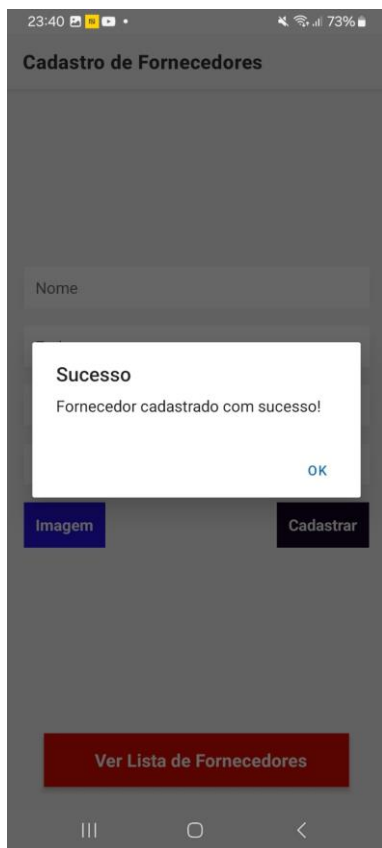 23:40
73%
Cadastro de Fornecedores
Nome
Sucesso
Fornecedor cadastrado com sucesso!
OK
Imagem
Cadastrar
Ver Lista de Fornecedores